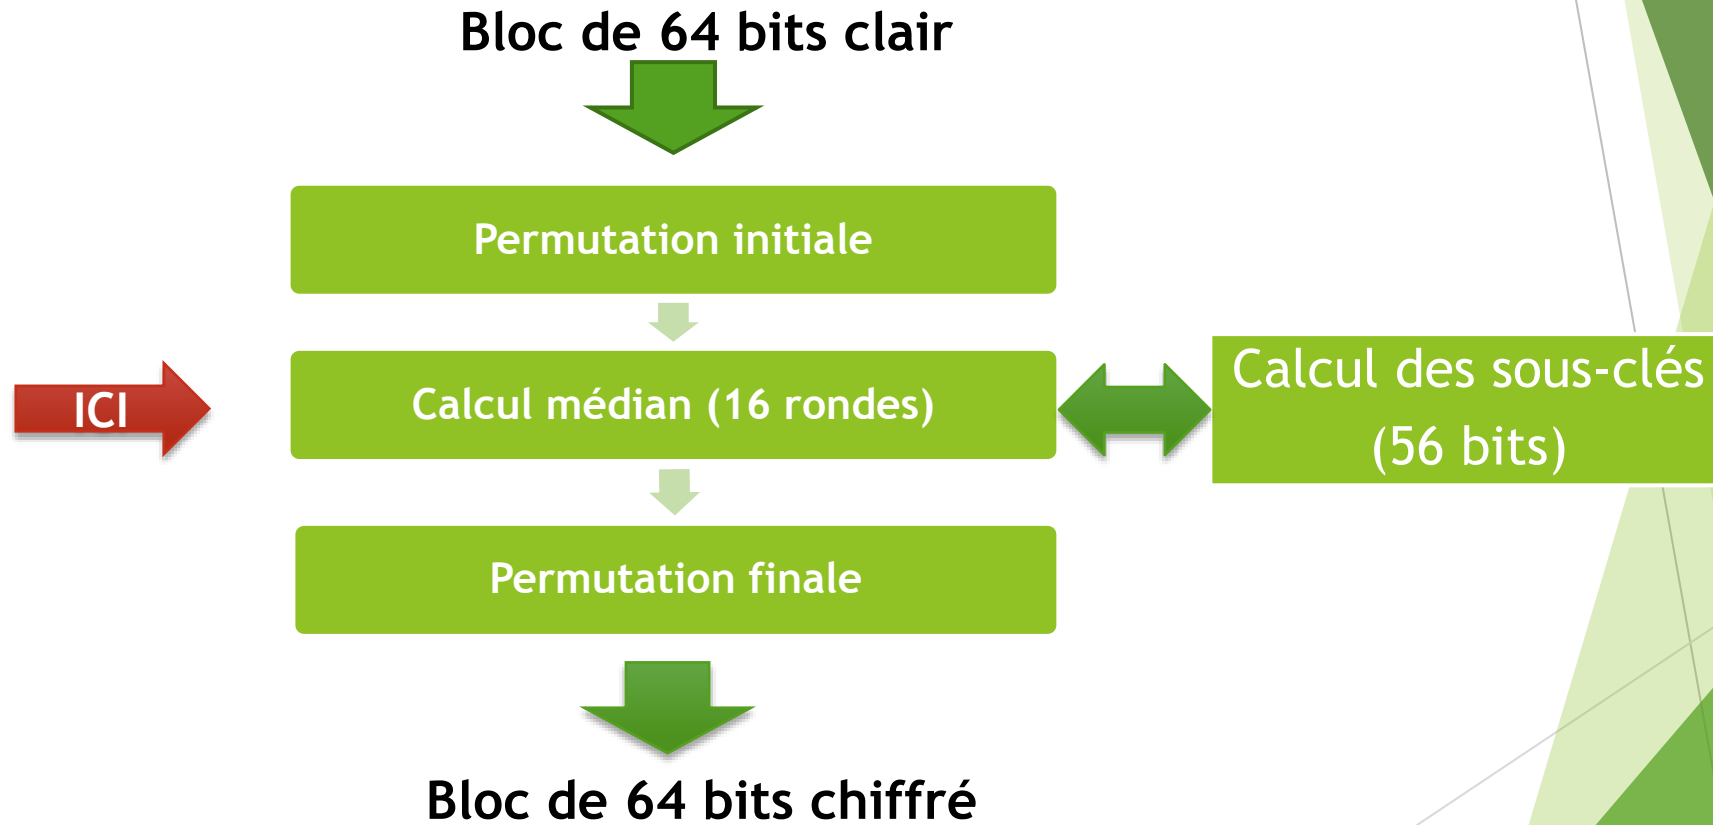 Bloc de 64 bits clair
Permutation initiale
ICI
Calcul médian (16 rondes)
Calcul des sous-clés
(56 bits)
Permutation finale
Bloc de 64 bits chiffré